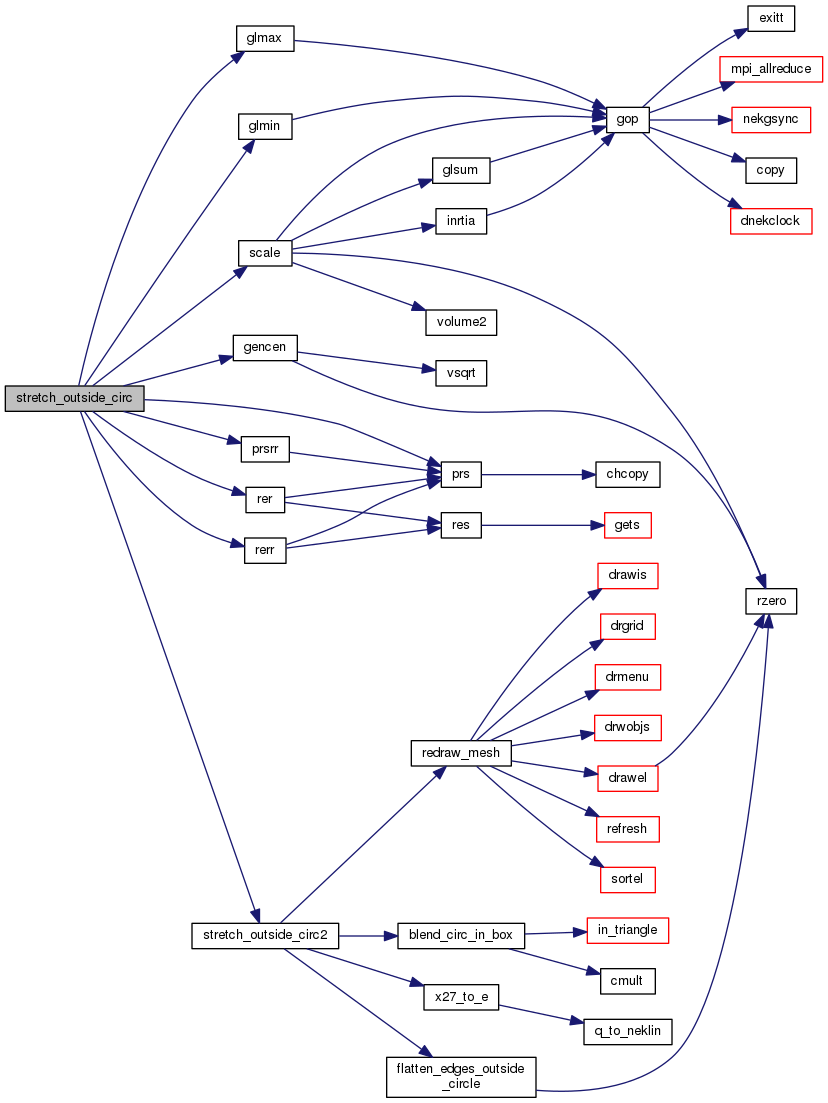 exitt
glmax
mpi_allreduce
glmin
gop
nekgsync
glsum
copy
inrtia
dnekclock
scale
volume2
gencen
vsqrt
stretch_outside_circ
prsrr
prs
chcopy
rer
res
gets
rerr
drawis
rzero
drgrid
drmenu
drwobjs
redraw_mesh
drawel
refresh
sortel
stretch_outside_circ2
blend_circ_in_box
in_triangle
cmult
x27_to_e
q_to_neklin
flatten_edges_outside
_circle